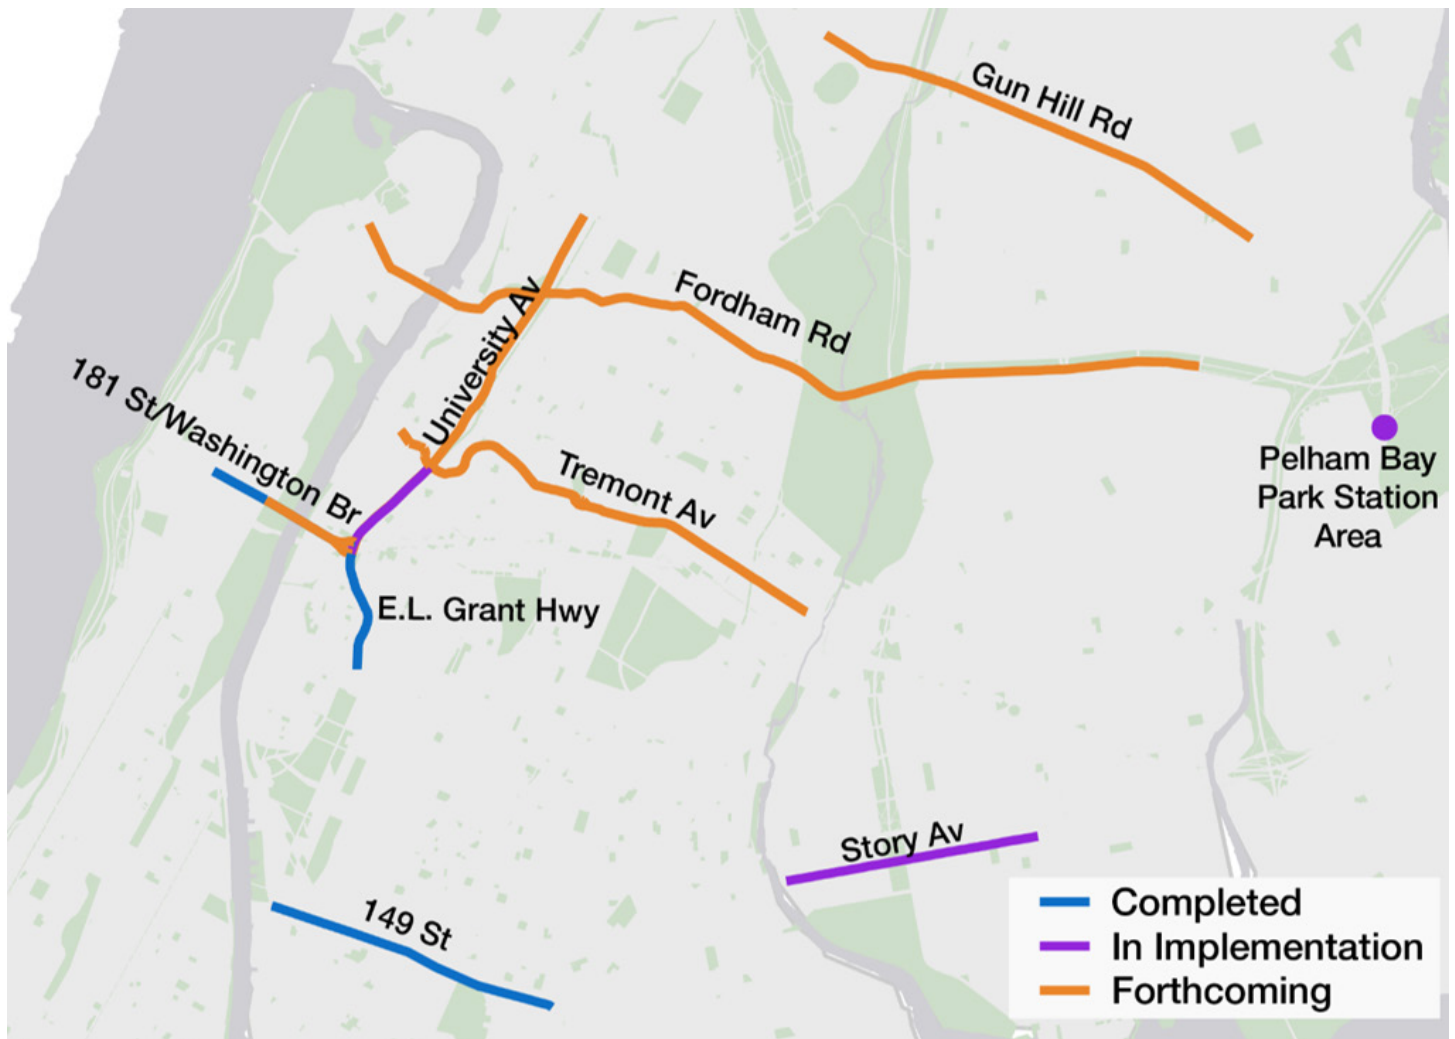 Gun Hill Rd
Fordham Rd
University Av
181 St/Washington Br
Tremont Av
Pelham Bay
Park Station
Area
E.L. Grant Hwy
Story Av
149 St
Completed
In Implementation
Forthcoming